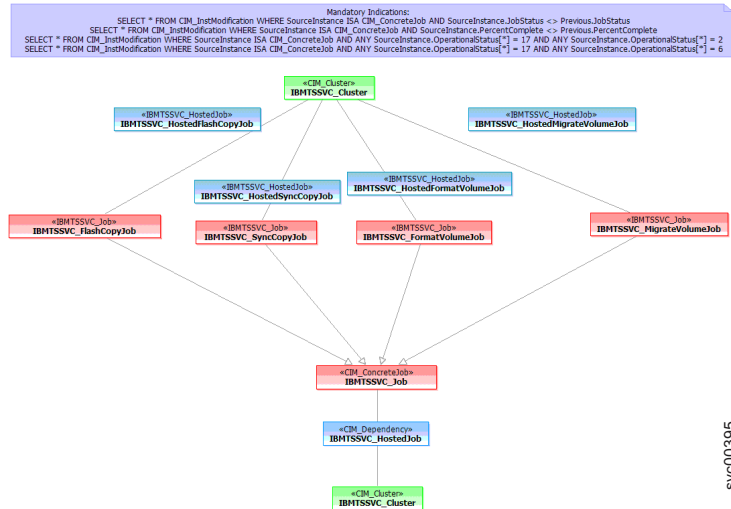 Mandatory Indications:
SELECT * FROM CIM_InstModification WHERE SourceInstance ISA CIM_ConcreteJob AND SourceInstance.JobStatus <> Previous.JobStatus
SELECT * FROM CIM_InstModification WHERE SourceInstance ISA CIM_ConcreteJob AND SourceInstance.PercentComplete <> Previous.PercentComplete
SELECT * FROM CIM_InstModification WHERE SourceInstance ISA CIM_ConcreteJob AND ANY SourceInstance.OperationalStatus[*] = 17 AND ANY SourceInstance.OperationalStatus[*] = 2
SELECT * FROM CIM_InstModification WHERE SourceInstance ISA CIM_ConcreteJob AND ANY SourceInstance.OperationalStatus[*] = 17 AND ANY SourceInstance.OperationalStatus[*] = 6
«CIM_Cluster»
IBMTSSVC_Cluster
«IBMTSSVC_HostedJob»
IBMTSSVC_HostedFlashCopyJob
«IBMTSSVC_HostedJob»
IBMTSSVC_HostedMigrateVolumeJob
«IBMTSSVC_HostedJob»
IBMTSSVC_HostedSyncCopyJob
«IBMTSSVC_HostedJob»
IBMTSSVC_HostedFormatVolumeJob
«IBMTSSVC_Job»
IBMTSSVC_FlashCopyJob
«IBMTSSVC_Job»
IBMTSSVC_SyncCopyJob
«IBMTSSVC_Job»
IBMTSSVC_FormatVolumeJob
«IBMTSSVC_Job»
IBMTSSVC_MigrateVolumeJob
«CIM_ConcreteJob»
IBMTSSVC_Job
«CIM_Dependency»
IBMTSSVC_HostedJob
«CIM_Cluster»
IBMTSSVC_Cluster
svc00395